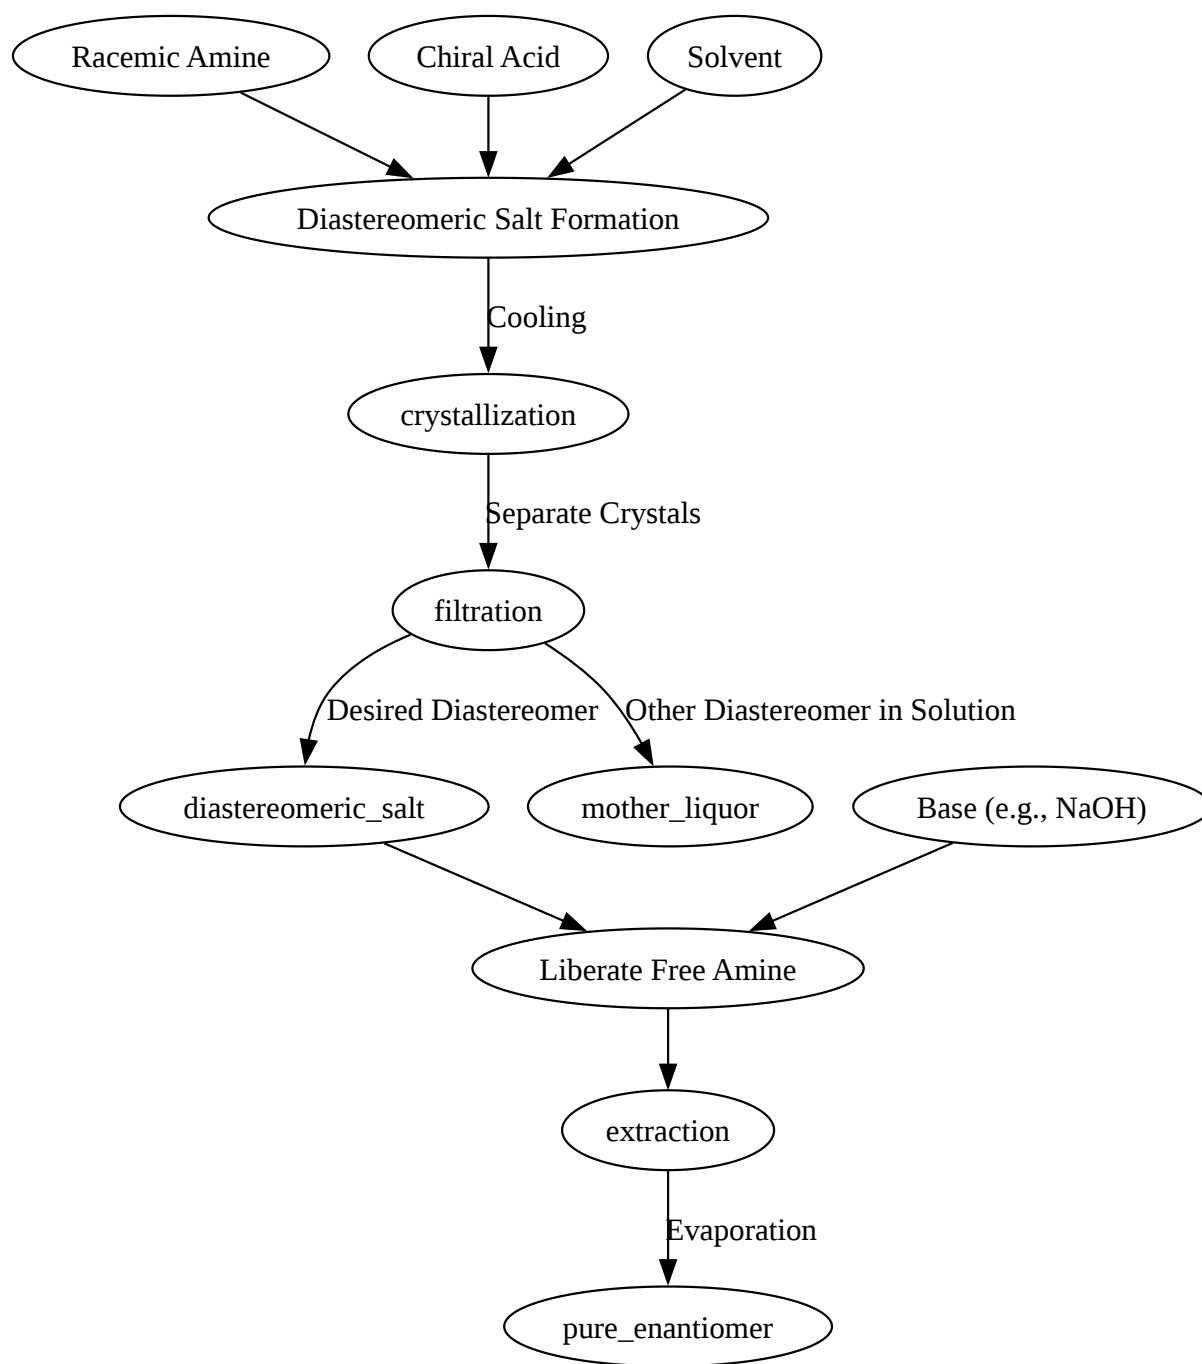 Racemic Amine
Chiral Acid
Solvent
Diastereomeric Salt Formation
Cooling
crystallization
Separate Crystals
filtration
Desired Diastereomer
Other Diastereomer in Solution
diastereomeric_salt
mother_liquor
Base (e.g., NaOH)
Liberate Free Amine
extraction
Evaporation
pure_enantiomer